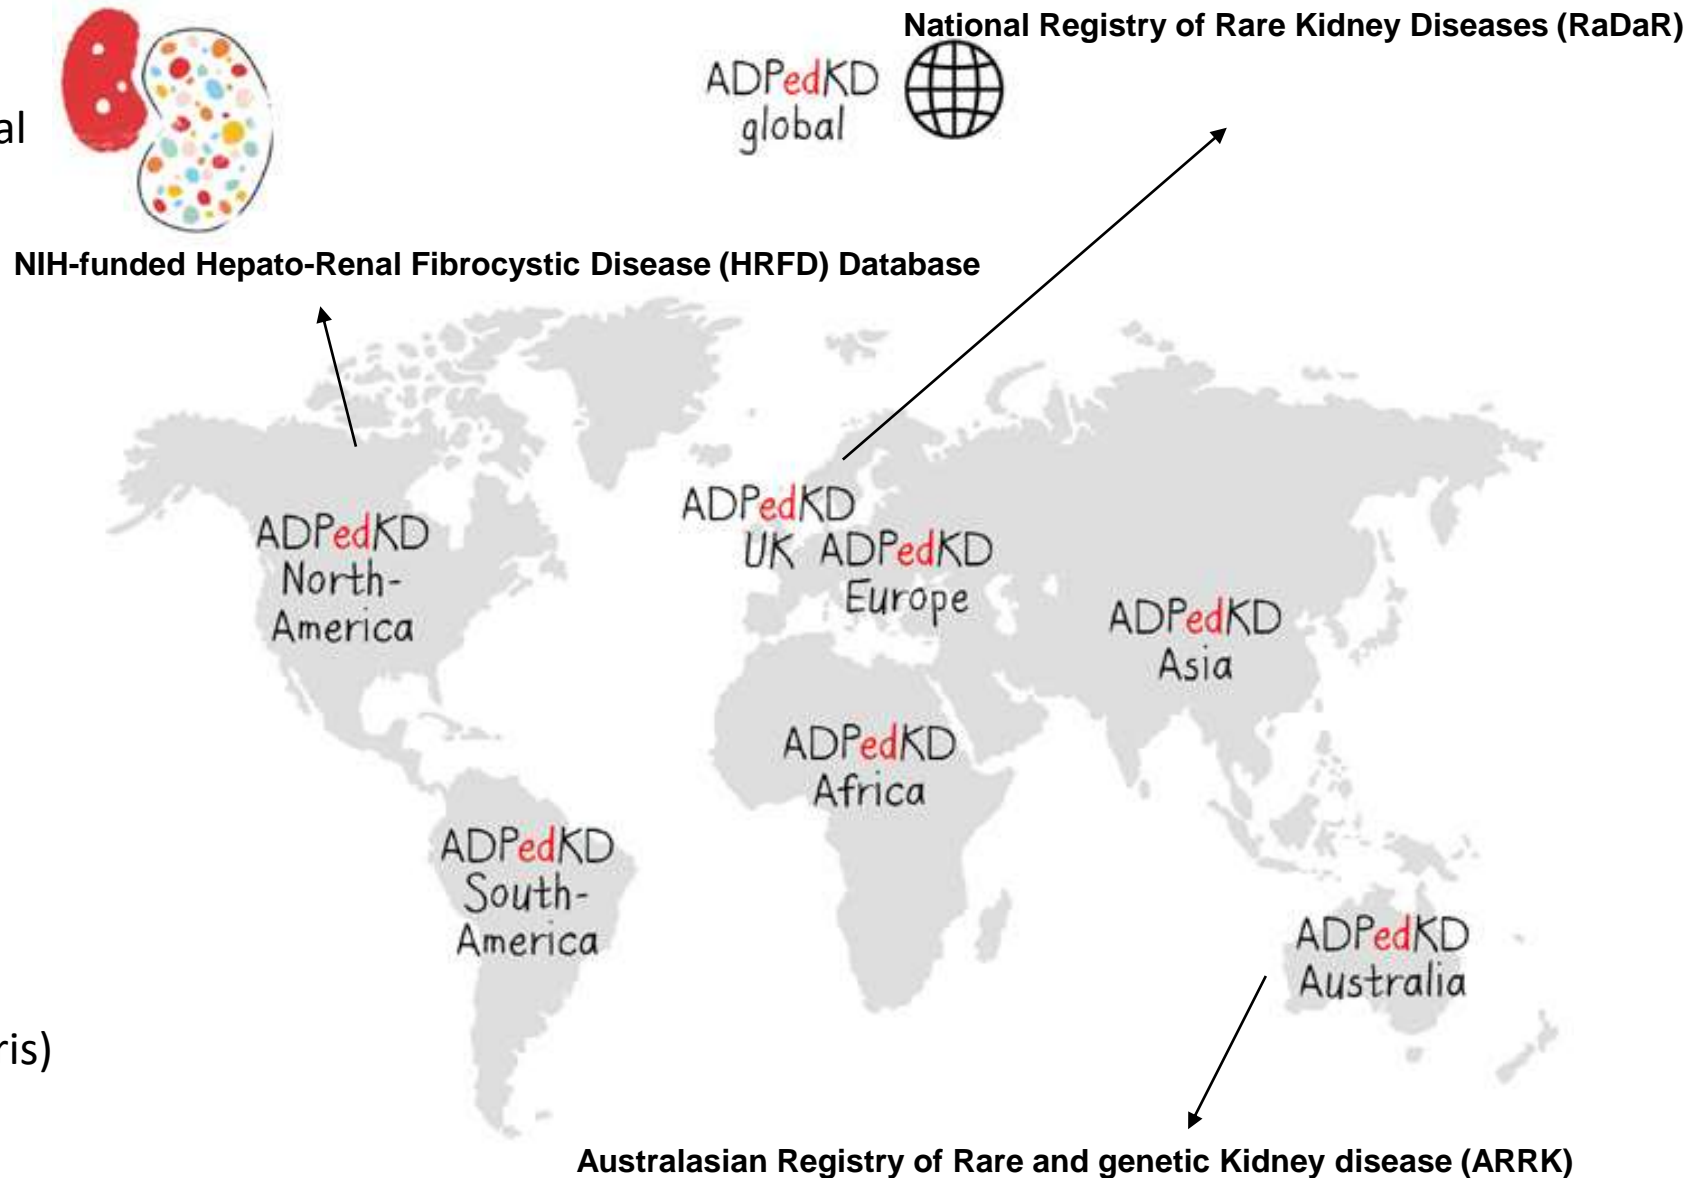 National Registry of Rare Kidney Diseases (RaDaR)
ADPedKD
global
al
NIH-funded Hepato-Renal Fibrocystic Disease (HRFD) Database
ADPedKD
North-
America
ADPedKD
UK
ADPedKD
Europe
ADPedKD
Asia
ADPedKD
Africa
ADPedKD
South-
America
ADPedKD
Australia
ris)
Australasian Registry of Rare and genetic Kidney disease (ARRK)